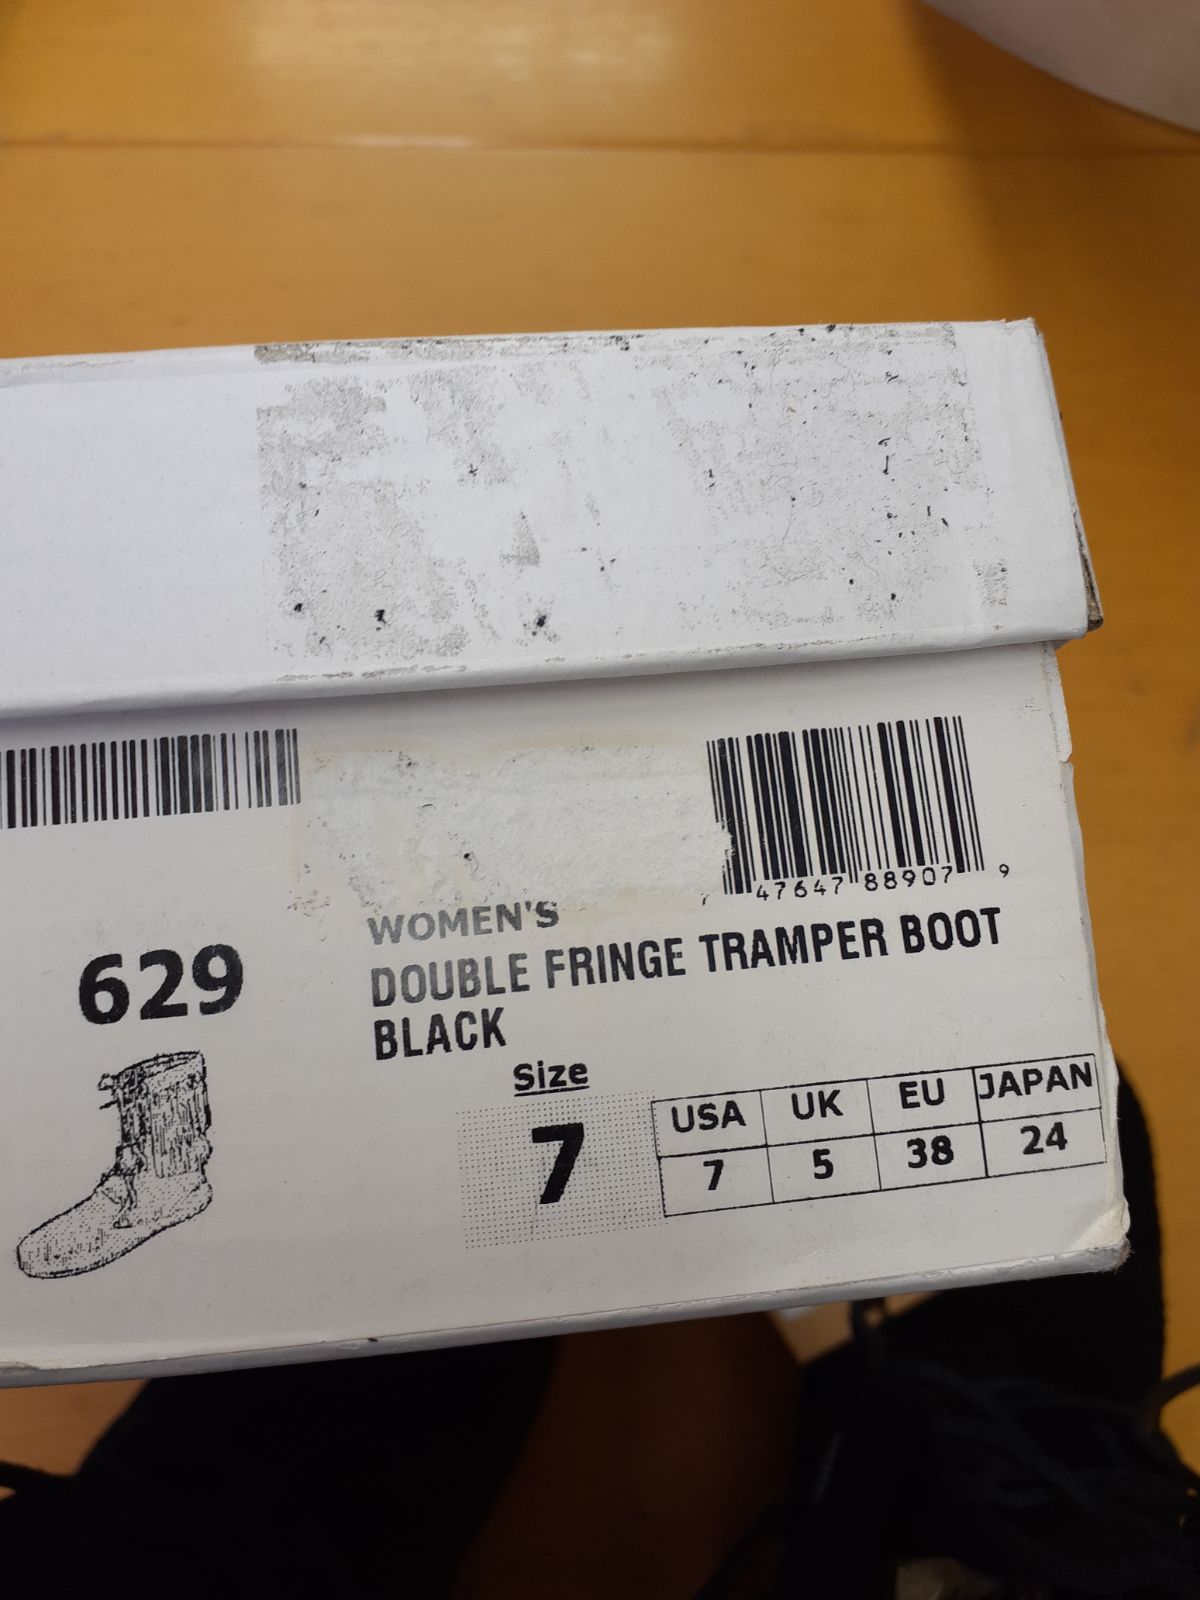 47647 88907 9
629
WOMEN'S
DOUBLE FRINGE TRAMPER BOOT
BLACK
Size
7
USA UK EU JAPAN
7 5 38 24